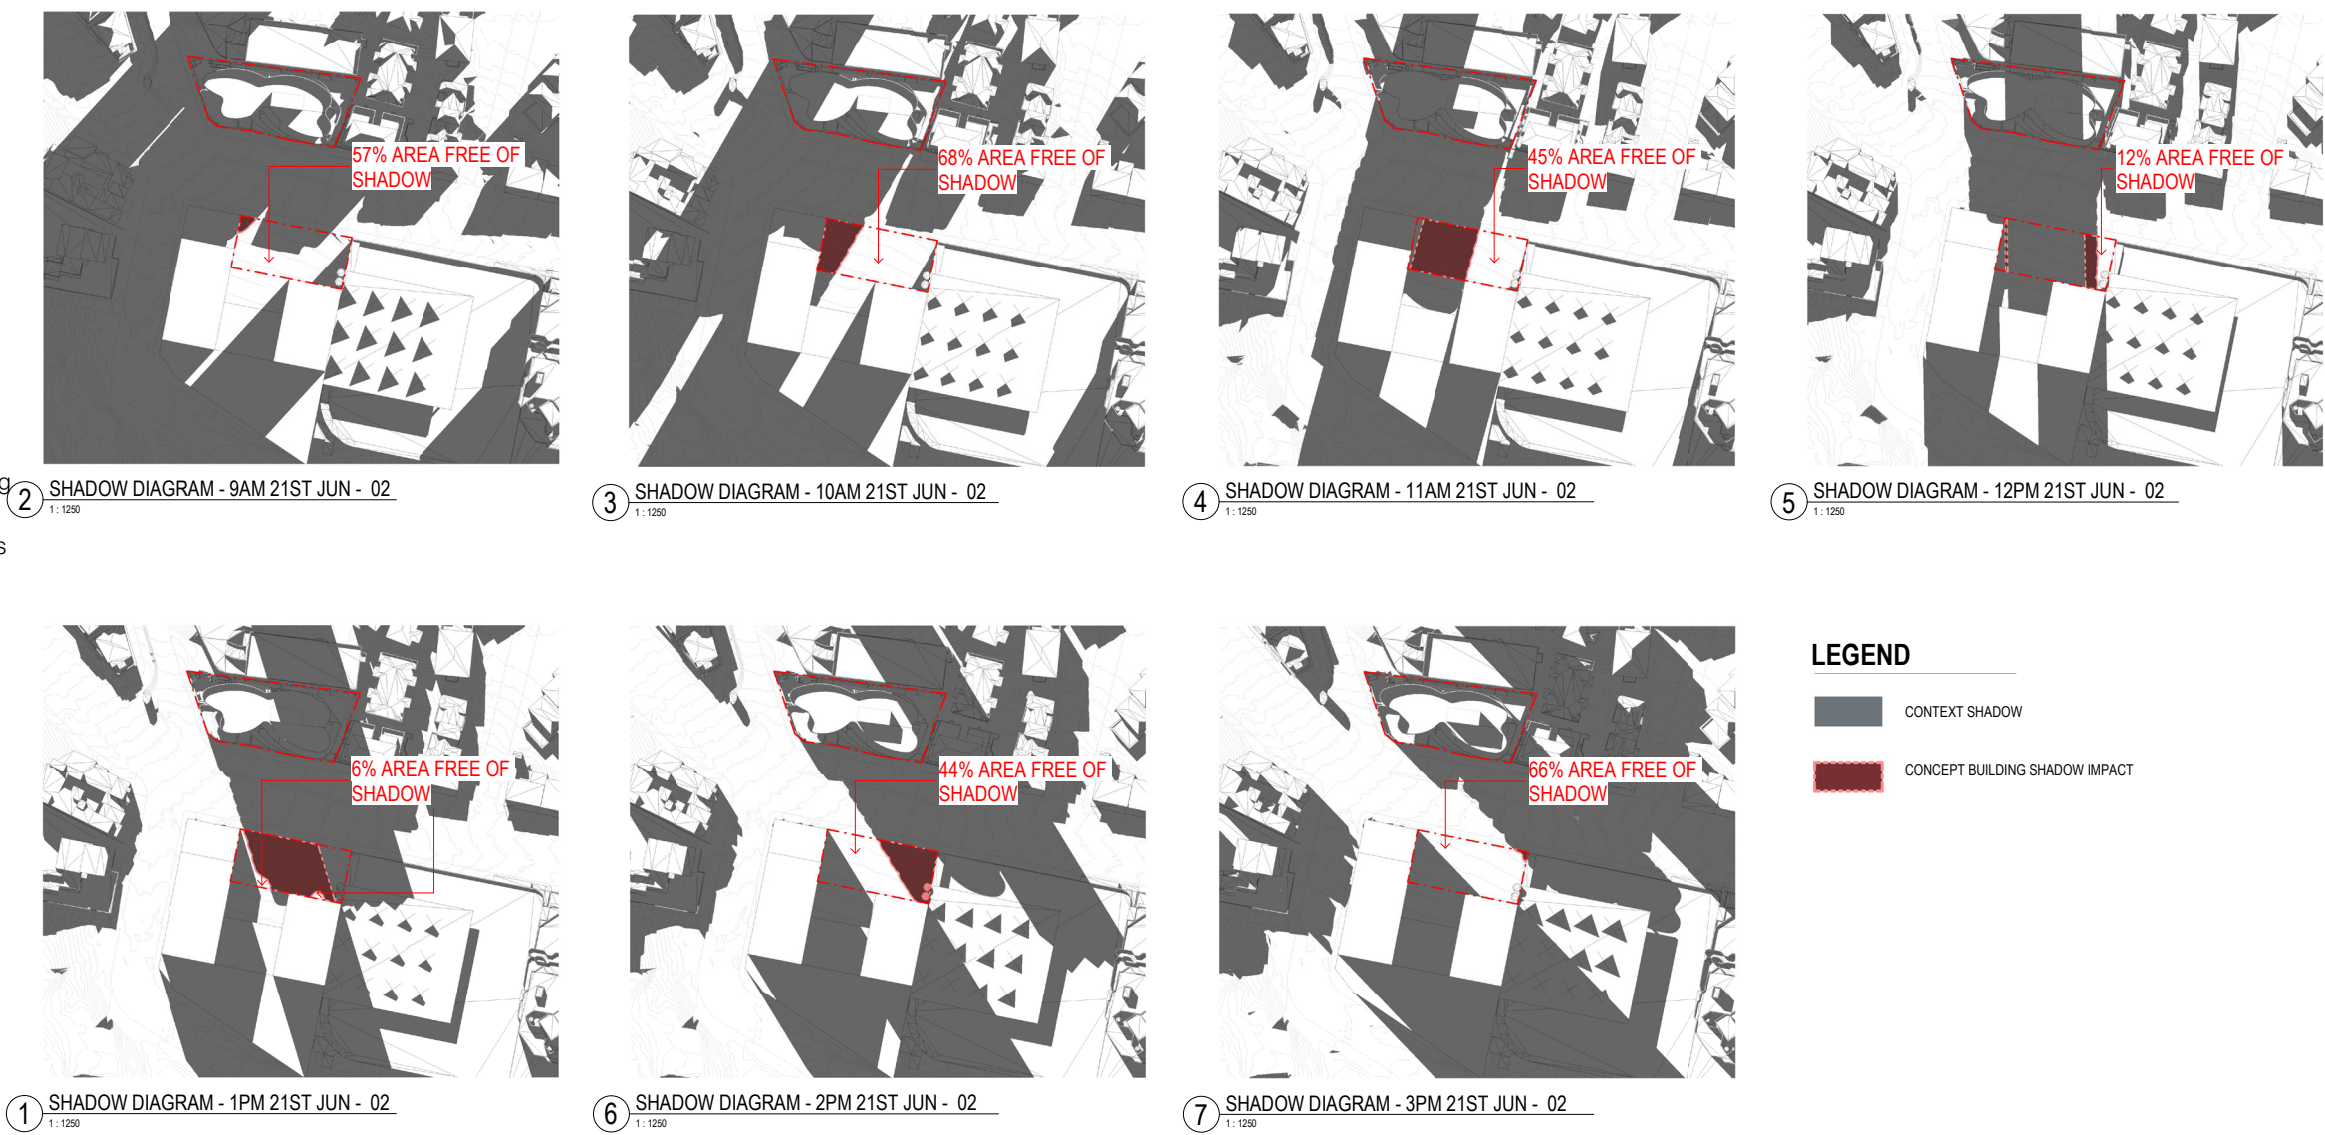 57% AREA FREE OF
SHADOW
68% AREA FREE OF
SHADOW
45% AREA FREE OF
SHADOW
12% AREA FREE OF
SHADOW
g
2 SHADOW DIAGRAM - 9AM 21ST JUN - 02
1 : 1250
3 SHADOW DIAGRAM - 10AM 21ST JUN - 02
1 : 1250
4 SHADOW DIAGRAM - 11AM 21ST JUN - 02
1 : 1250
5 SHADOW DIAGRAM - 12PM 21ST JUN - 02
1 : 1250
s
6% AREA FREE OF
SHADOW
44% AREA FREE OF
SHADOW
66% AREA FREE OF
SHADOW
LEGEND
CONTEXT SHADOW
CONCEPT BUILDING SHADOW IMPACT
1 SHADOW DIAGRAM - 1PM 21ST JUN - 02
1 : 1250
6 SHADOW DIAGRAM - 2PM 21ST JUN - 02
1 : 1250
7 SHADOW DIAGRAM - 3PM 21ST JUN - 02
1 : 1250